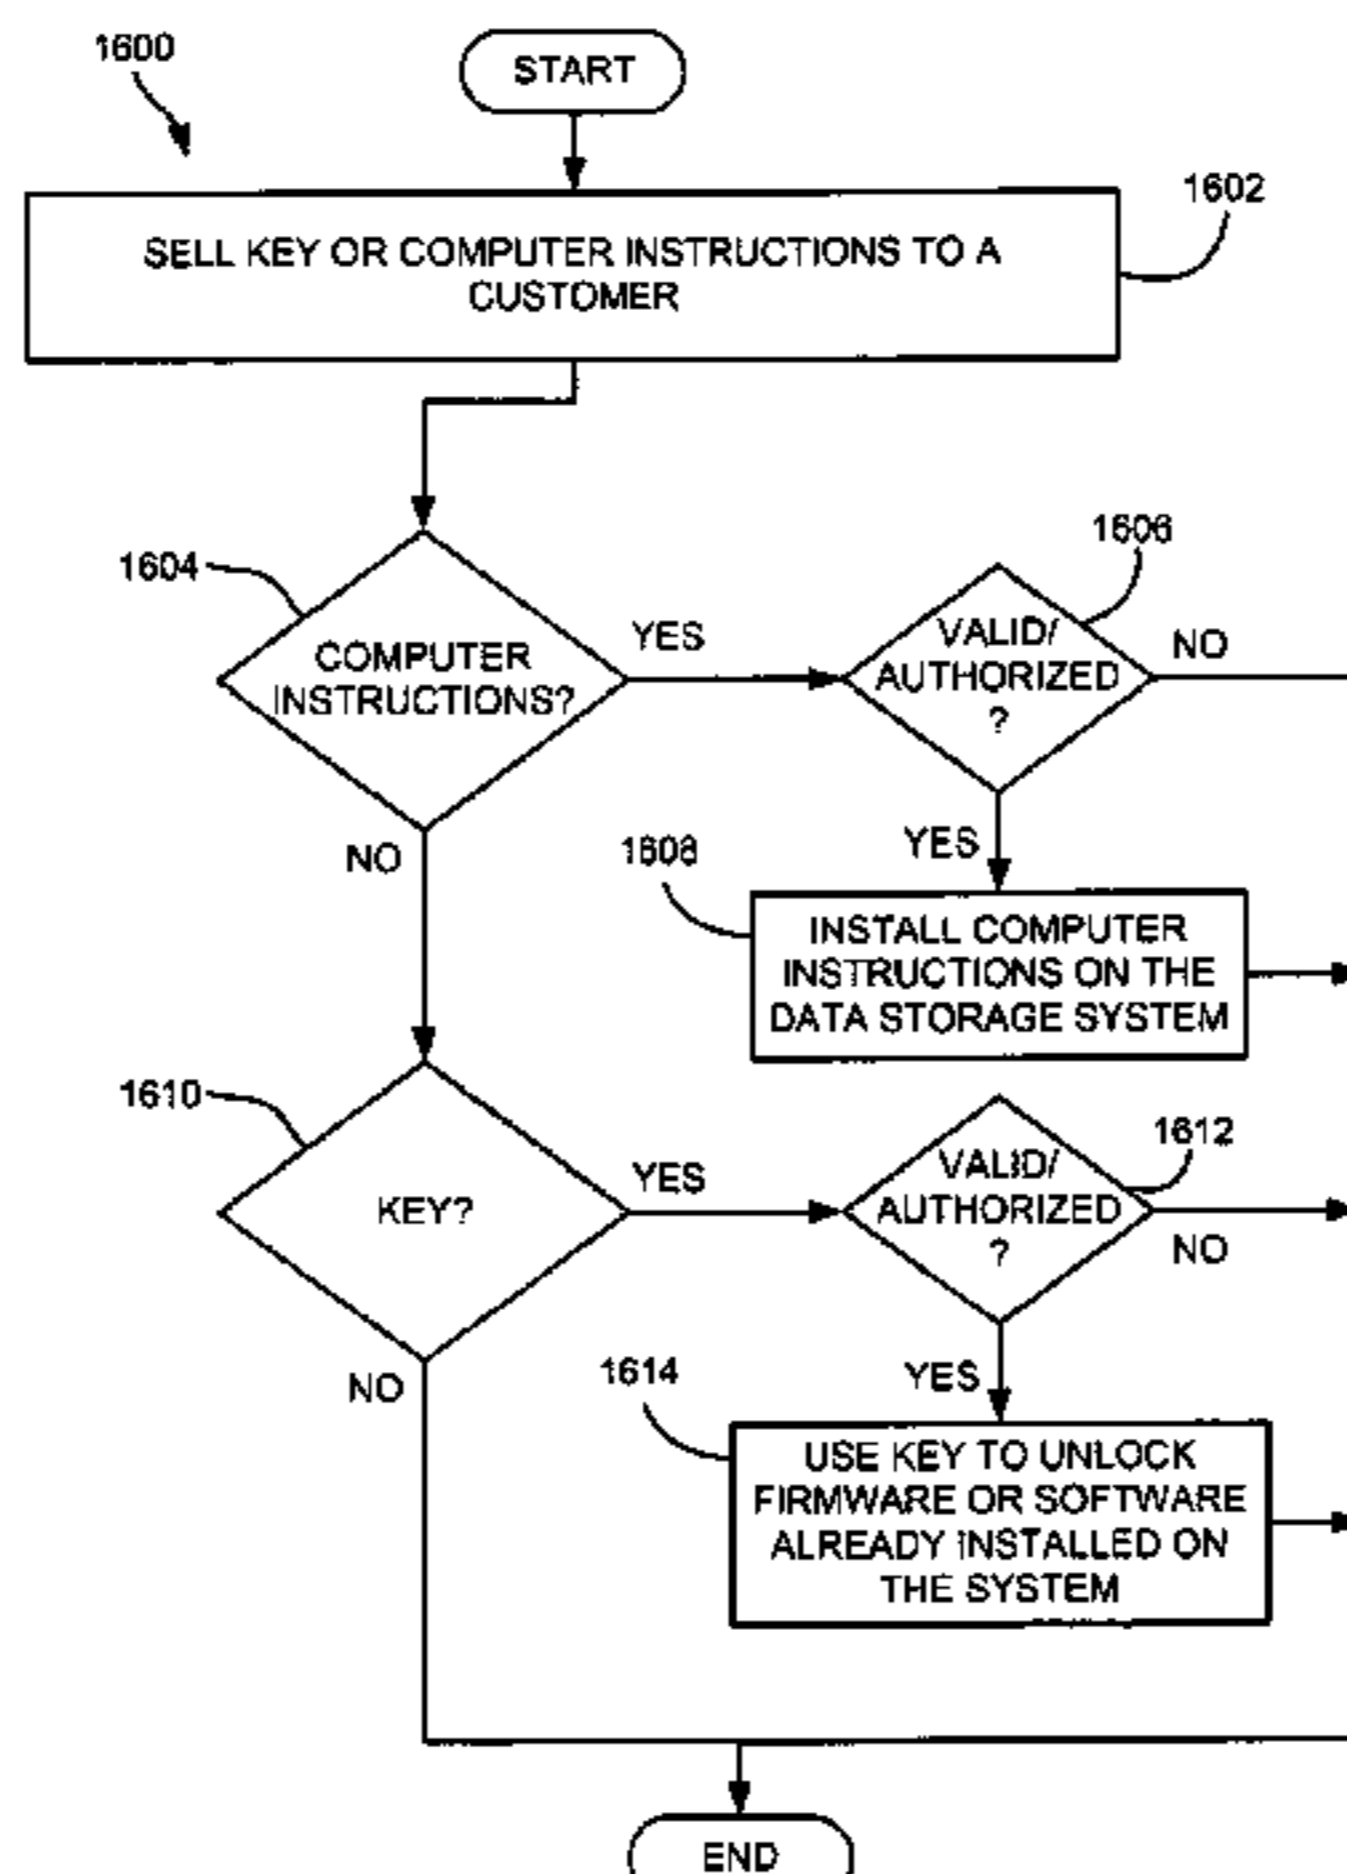 1600
START
1602
SELL KEY OR COMPUTER INSTRUCTIONS TO A
CUSTOMER
1604
COMPUTER
INSTRUCTIONS?
YES
NO
1606
VALID/
AUTHORIZED
?
NO
YES
1608
INSTALL COMPUTER
INSTRUCTIONS ON THE
DATA STORAGE SYSTEM
1610
KEY?
YES
NO
1612
VALID/
AUTHORIZED
?
NO
YES
1614
USE KEY TO UNLOCK
FIRMWARE OR SOFTWARE
ALREADY INSTALLED ON
THE SYSTEM
END